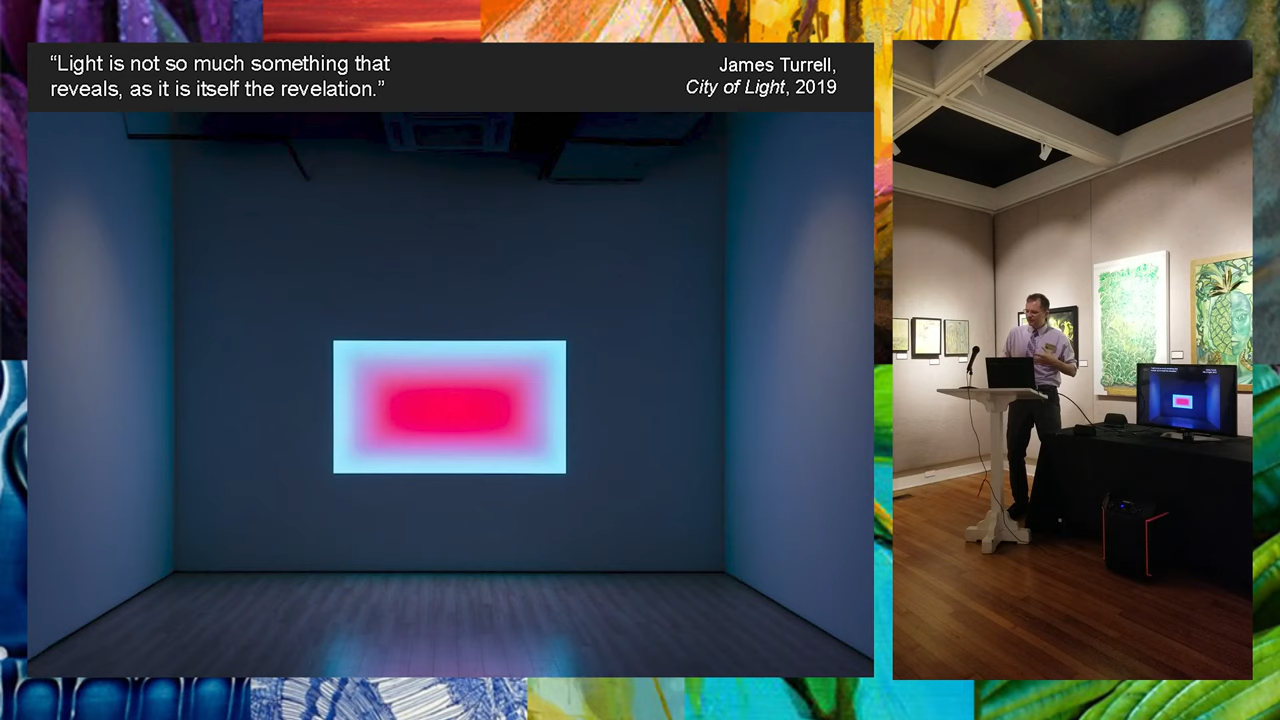 “Light is not so much something that
reveals, as it is itself the revelation.”
James Turrell,
City of Light, 2019